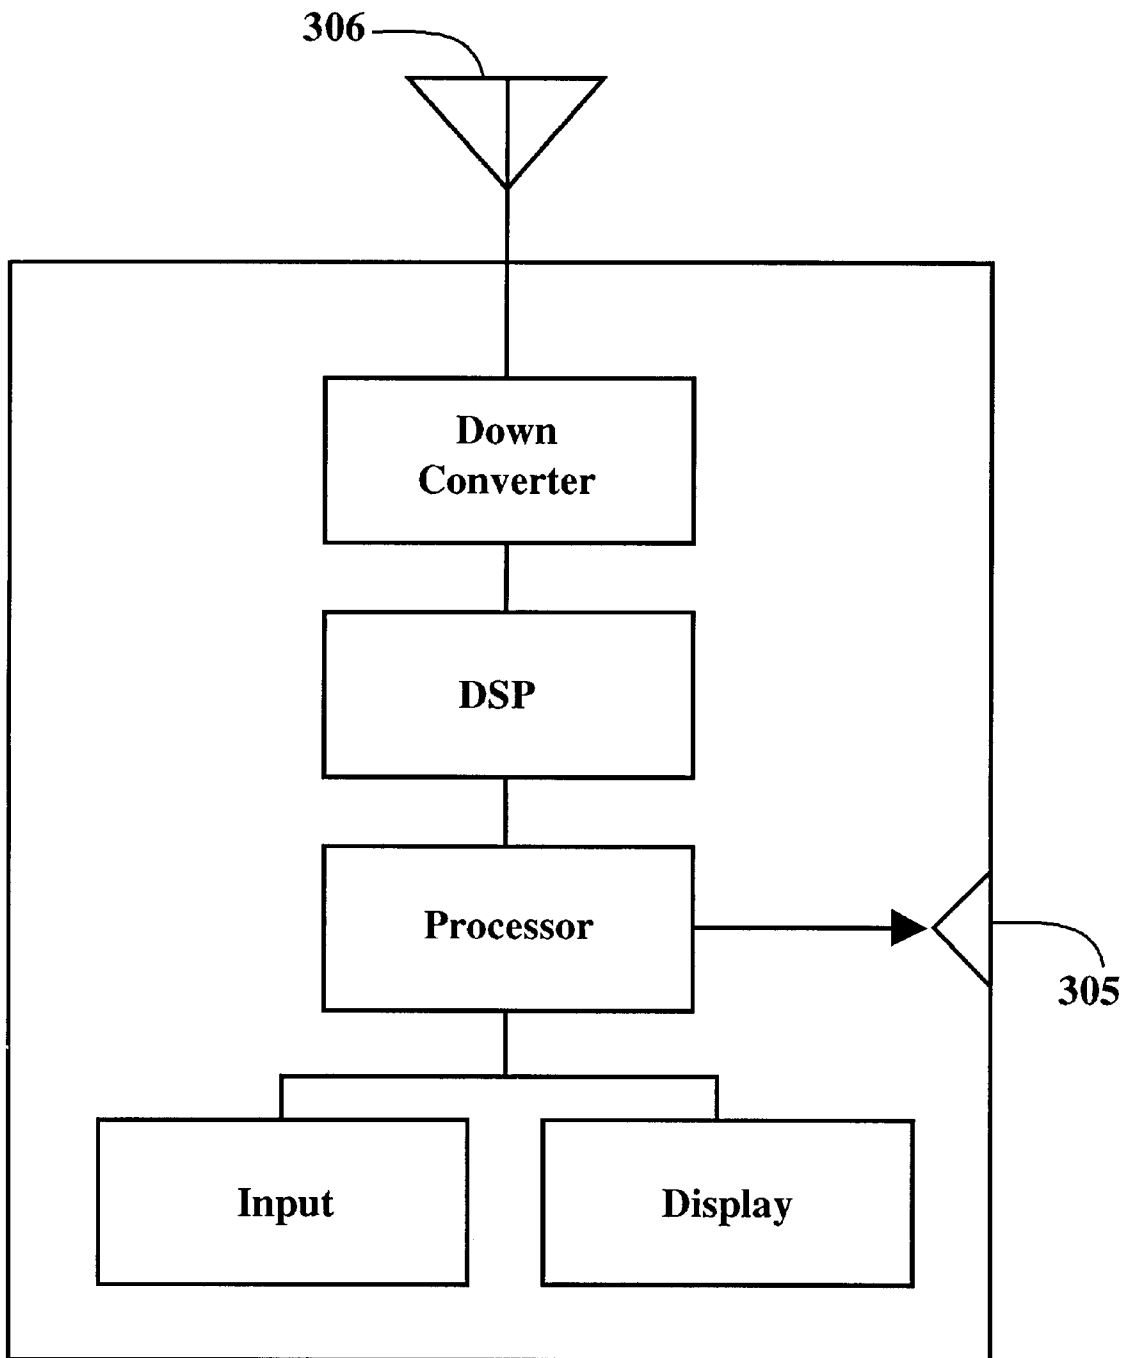 306
Down
Converter
DSP
Processor
305
Input
Display